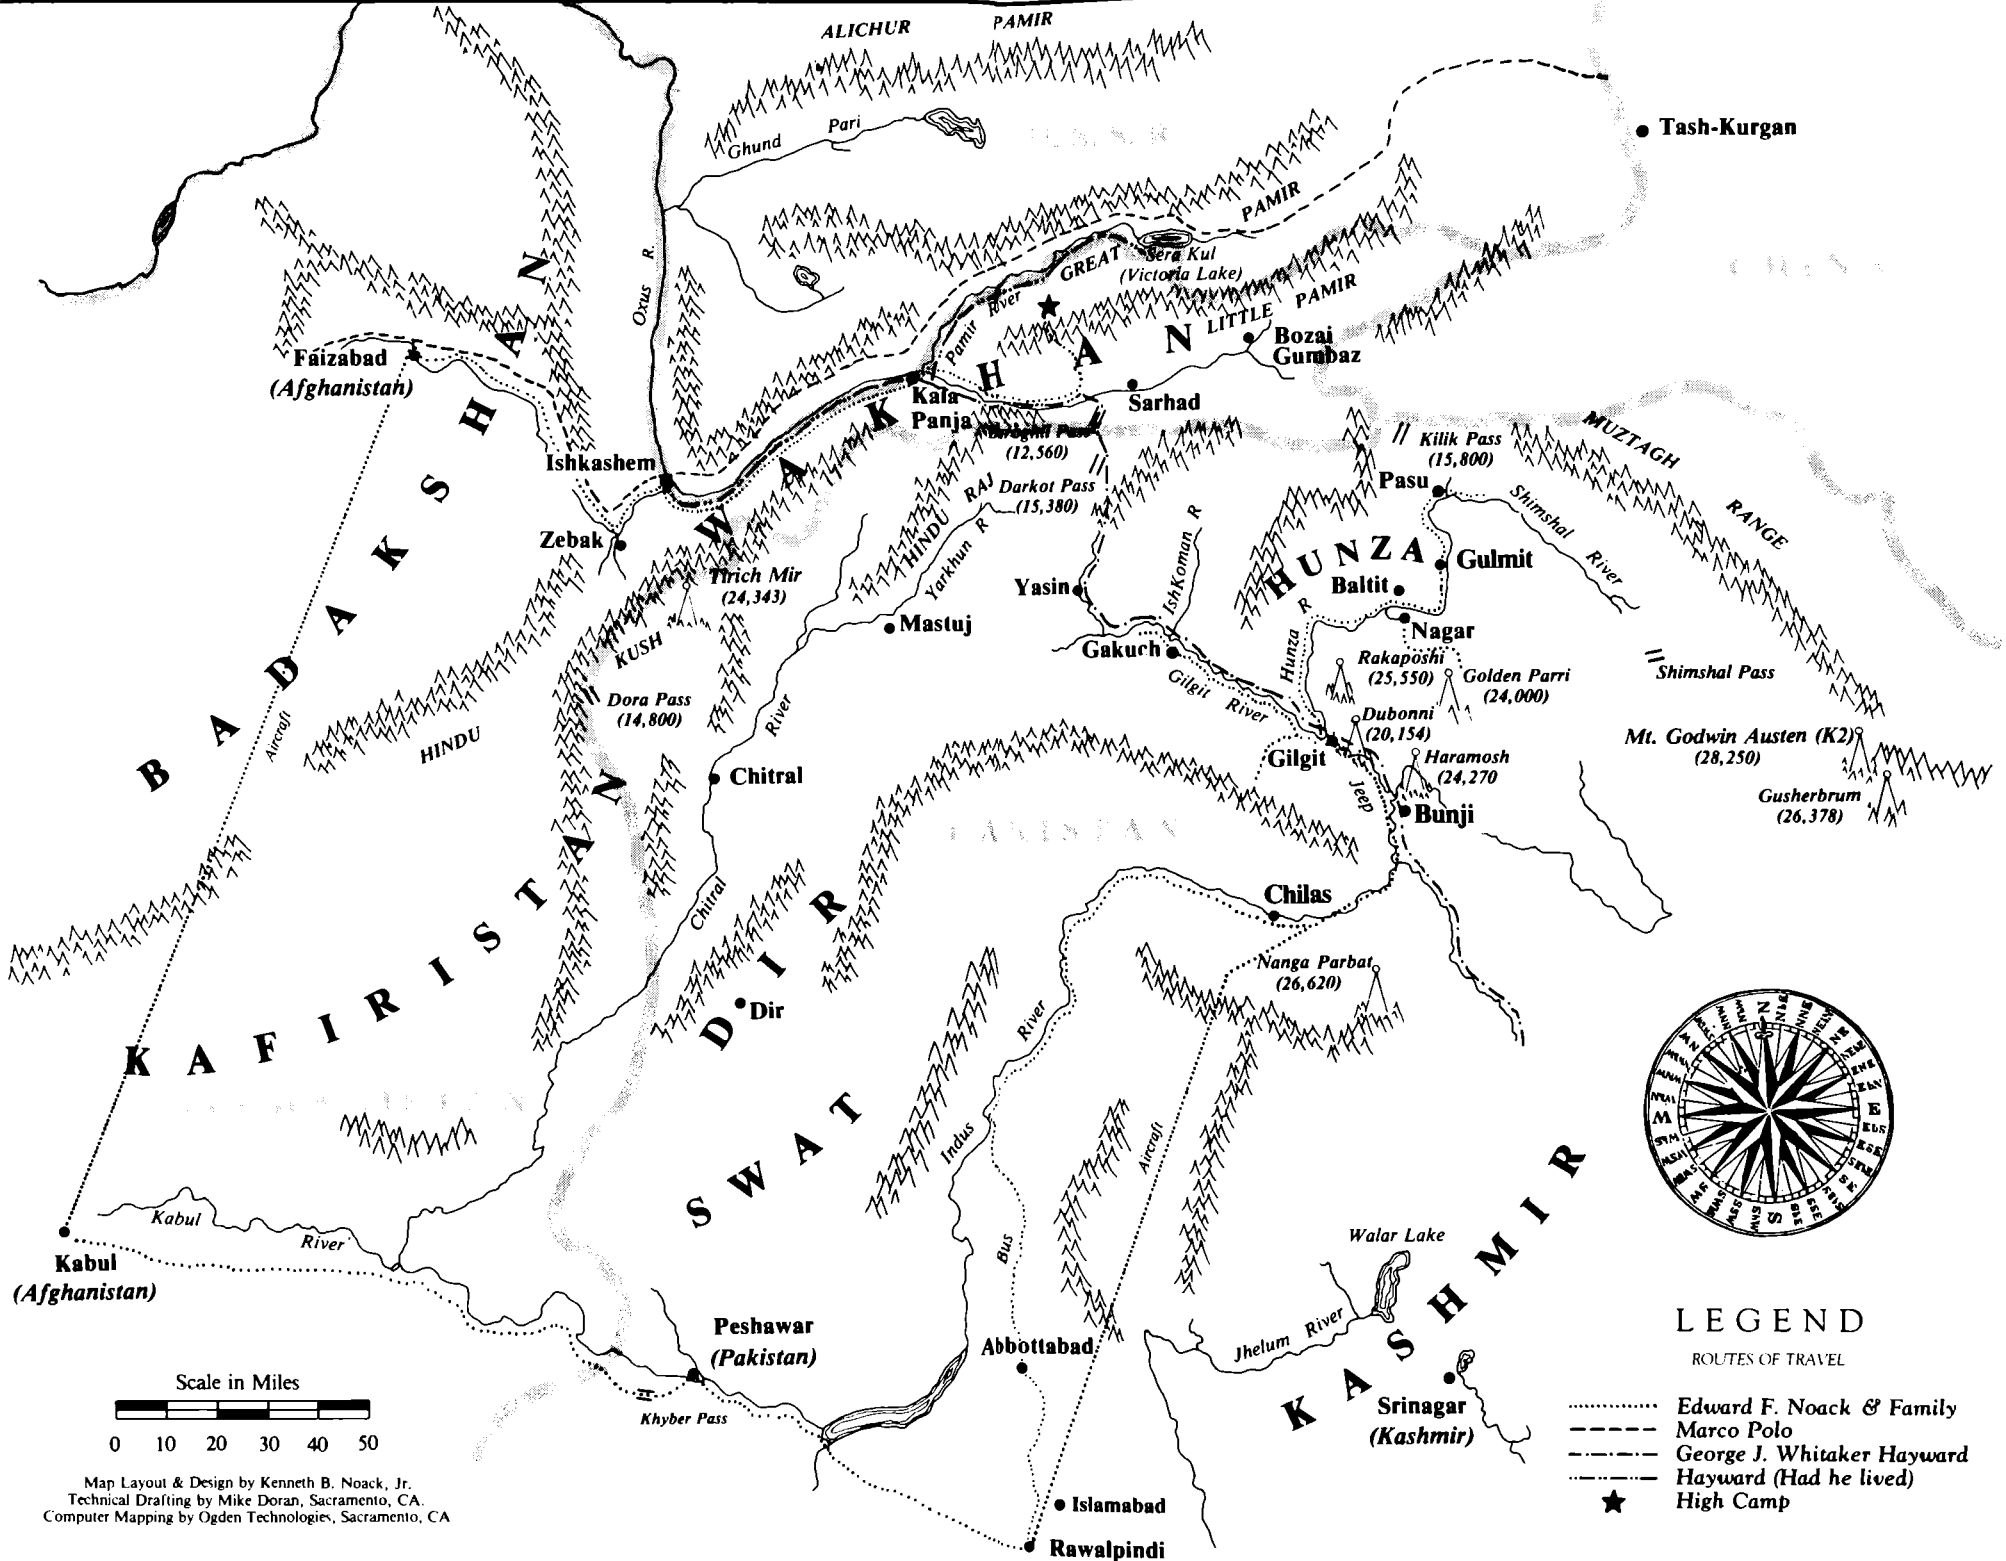 ALICHUR PAMIR
Ghund Pari
Tash-Kurgan
PAMIR
GREAT
Sera Kul
(Victoria Lake)
LITTLE PAMIR
Pamir River
Oxus R.
Bozai
Gumbaz
Faizabad
(Afghanistan)
Kala
Panja
Sarhad
WAKHAN
BADAKSHAN
Ishkashem
Zebak
(12,560)
Darkot Pass
(15,380)
HINDU RAJ
Yarkhun R
Kilik Pass
(15,800)
MUZTAGH RANGE
Pasu
Shimshal River
HUNZA
Gulmit
Baltit
Nagar
Hunza R
IshKoman R
Yasin
Gakuch
Gilgit River
Tirich Mir
(24,343)
Mastuj
HINDU KUSH
Dora Pass
(14,800)
Rakaposhi
(25,550)
Golden Parri
(24,000)
Shimshal Pass
Dubonni
(20,154)
Gilgit
Jeep
Haramosh
(24,270
Bunji
Mt. Godwin Austen (K2)
(28,250)
Gusherbrum
(26,378)
Aircraft
Chitral
Chitral River
PAKISTAN
KAFIRISTAN
Chilas
Nanga Parbat
(26,620)
DIR
Dir
SWAT
Indus River
Bus
Aircraft
Kabul River
Kabul
(Afghanistan)
Peshawar
(Pakistan)
Khyber Pass
Abbottabad
Walar Lake
Jhelum River
KASHMIR
Srinagar
(Kashmir)
Islamabad
Rawalpindi
N
E
S
W
Scale in Miles
0 10 20 30 40 50
Map Layout & Design by Kenneth B. Noack, Jr.
Technical Drafting by Mike Doran, Sacramento, CA.
Computer Mapping by Ogden Technologies, Sacramento, CA
LEGEND
ROUTES OF TRAVEL
Edward F. Noack & Family
Marco Polo
George J. Whitaker Hayward
Hayward (Had he lived)
High Camp